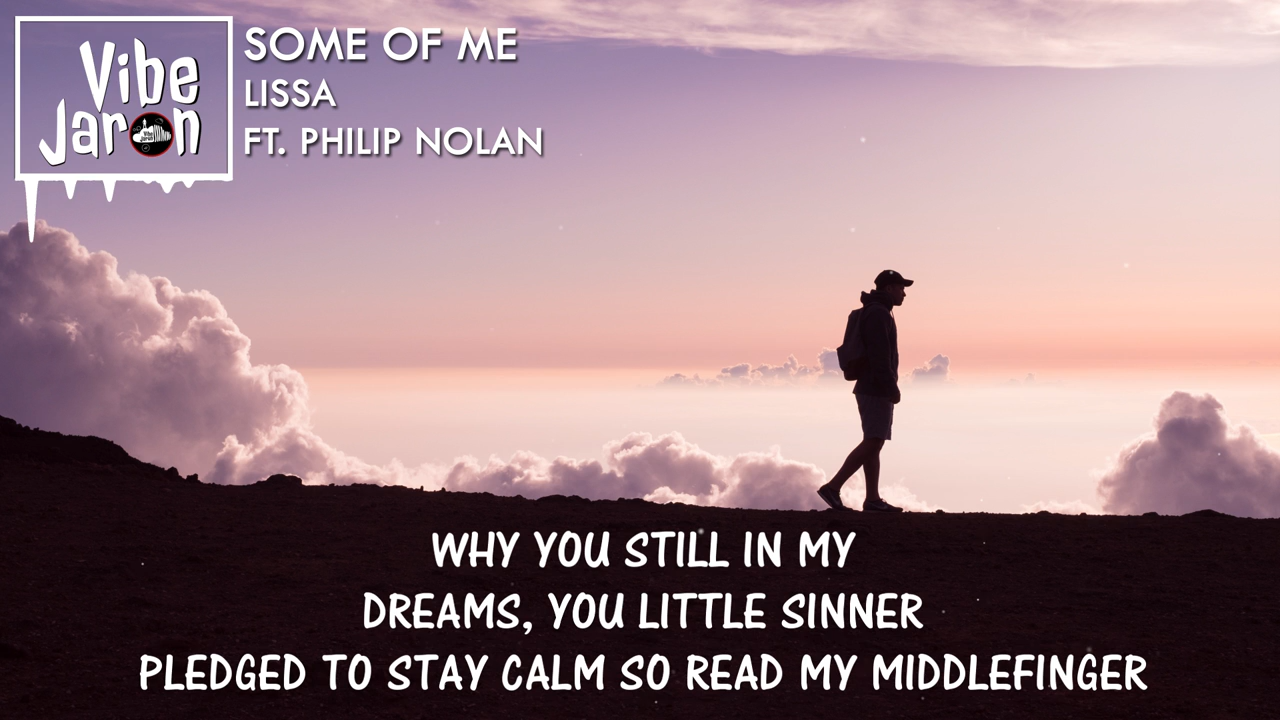 Vibe
Jaron
SOME OF ME
LISSA
FT. PHILIP NOLAN
WHY YOU STILL IN MY
DREAMS, YOU LITTLE SINNER
PLEDGED TO STAY CALM SO READ MY MIDDLEFINGER